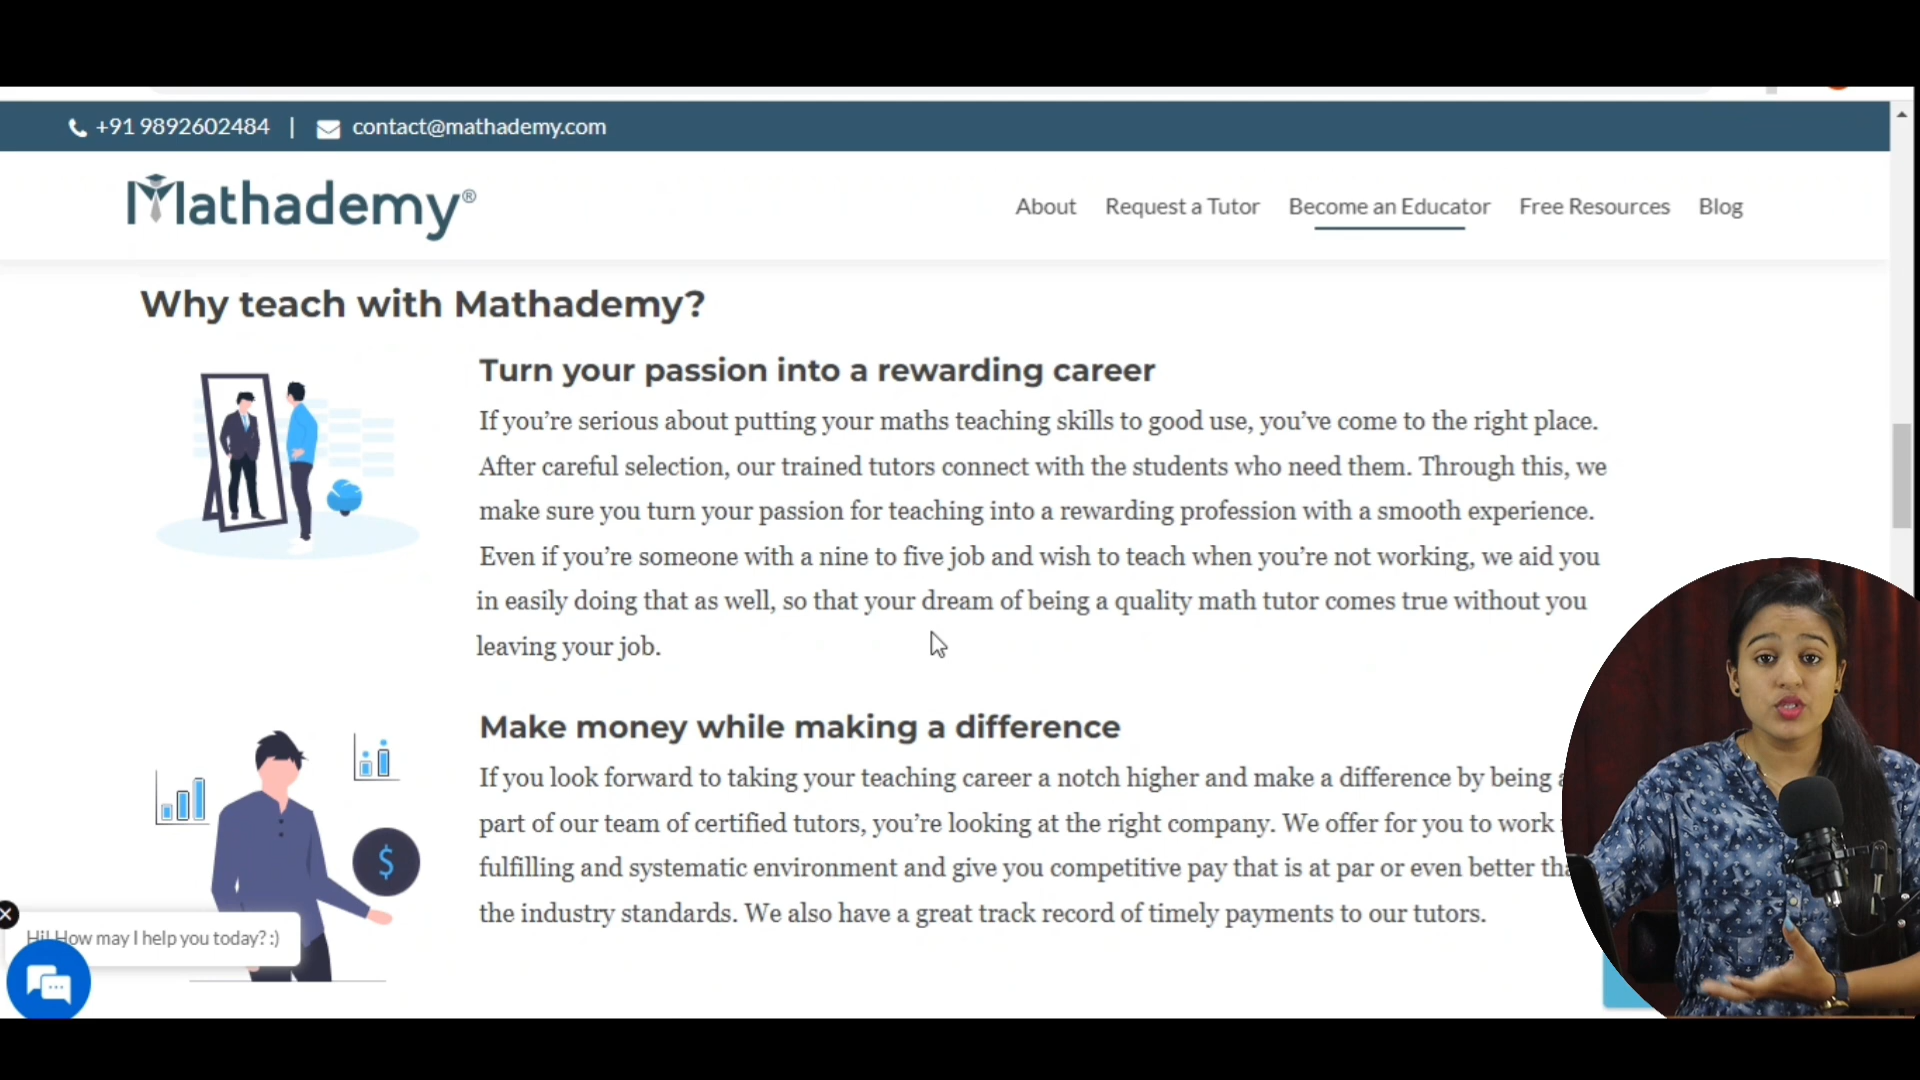 +91 9892602484 | contact@mathademy.com
Mathademy®
About Request a Tutor Become an Educator Free Resources Blog
Why teach with Mathademy?
Turn your passion into a rewarding career
If you’re serious about putting your maths teaching skills to good use, you’ve come to the right place.
After careful selection, our trained tutors connect with the students who need them. Through this, we
make sure you turn your passion for teaching into a rewarding profession with a smooth experience.
Even if you’re someone with a nine to five job and wish to teach when you’re not working, we aid you
in easily doing that as well, so that your dream of being a quality math tutor comes true without you
leaving your job.
Make money while making a difference
If you look forward to taking your teaching career a notch higher and make a difference by being
part of our team of certified tutors, you’re looking at the right company. We offer for you to work
fulfilling and systematic environment and give you competitive pay that is at par or even better
the industry standards. We also have a great track record of timely payments to our tutors.
$
Hi! How may I help you today? :)